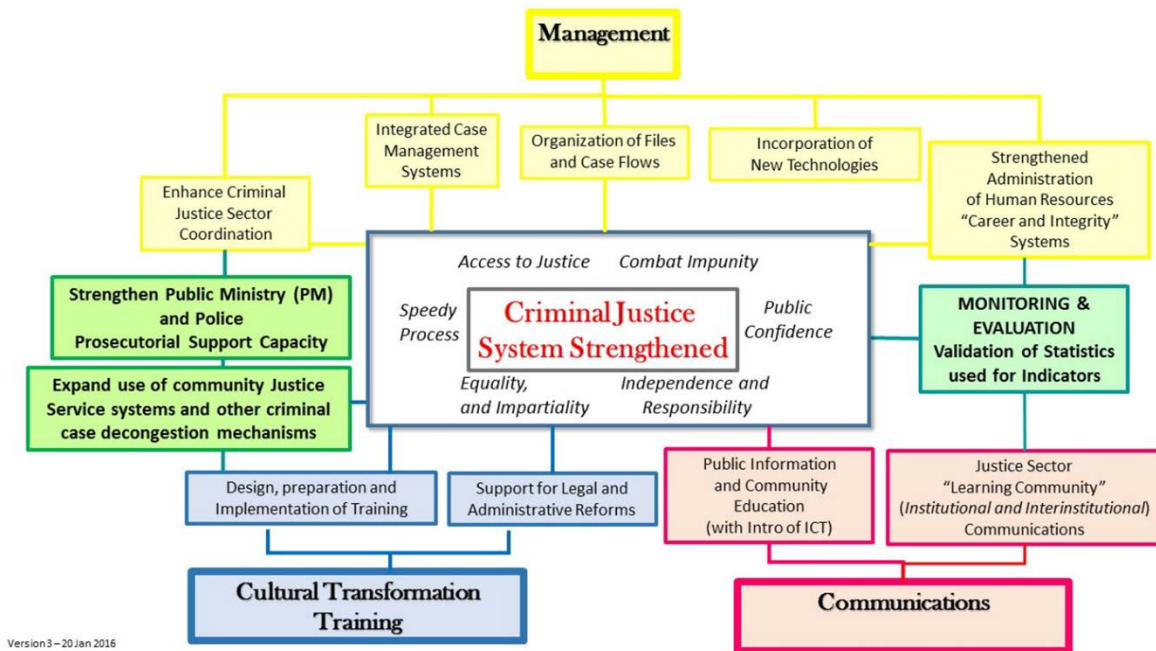 Management
Integrated Case
Management
Systems
Organization of Files
and Case Flows
Incorporation of
New Technologies
Strengthened
Administration
of Human Resources
“Career and Integrity”
Systems
Enhance Criminal
Justice Sector
Coordination
Access to Justice
Combat Impunity
Speedy
Process
Criminal Justice
System Strengthened
Public
Confidence
Equality,
and Impartiality
Independence and
Responsibility
Strengthen Public Ministry (PM)
and Police
Prosecutorial Support Capacity
MONITORING &
EVALUATION
Validation of Statistics
used for Indicators
Expand use of community Justice
Service systems and other criminal
case decongestion mechanisms
Design, preparation and
Implementation of Training
Support for Legal and
Administrative Reforms
Public Information
and Community
Education
(with Intro of ICT)
Justice Sector
“Learning Community”
(Institutional and Interinstitutional)
Communications
Cultural Transformation
Training
Communications
Version 3 – 20 Jan 2016